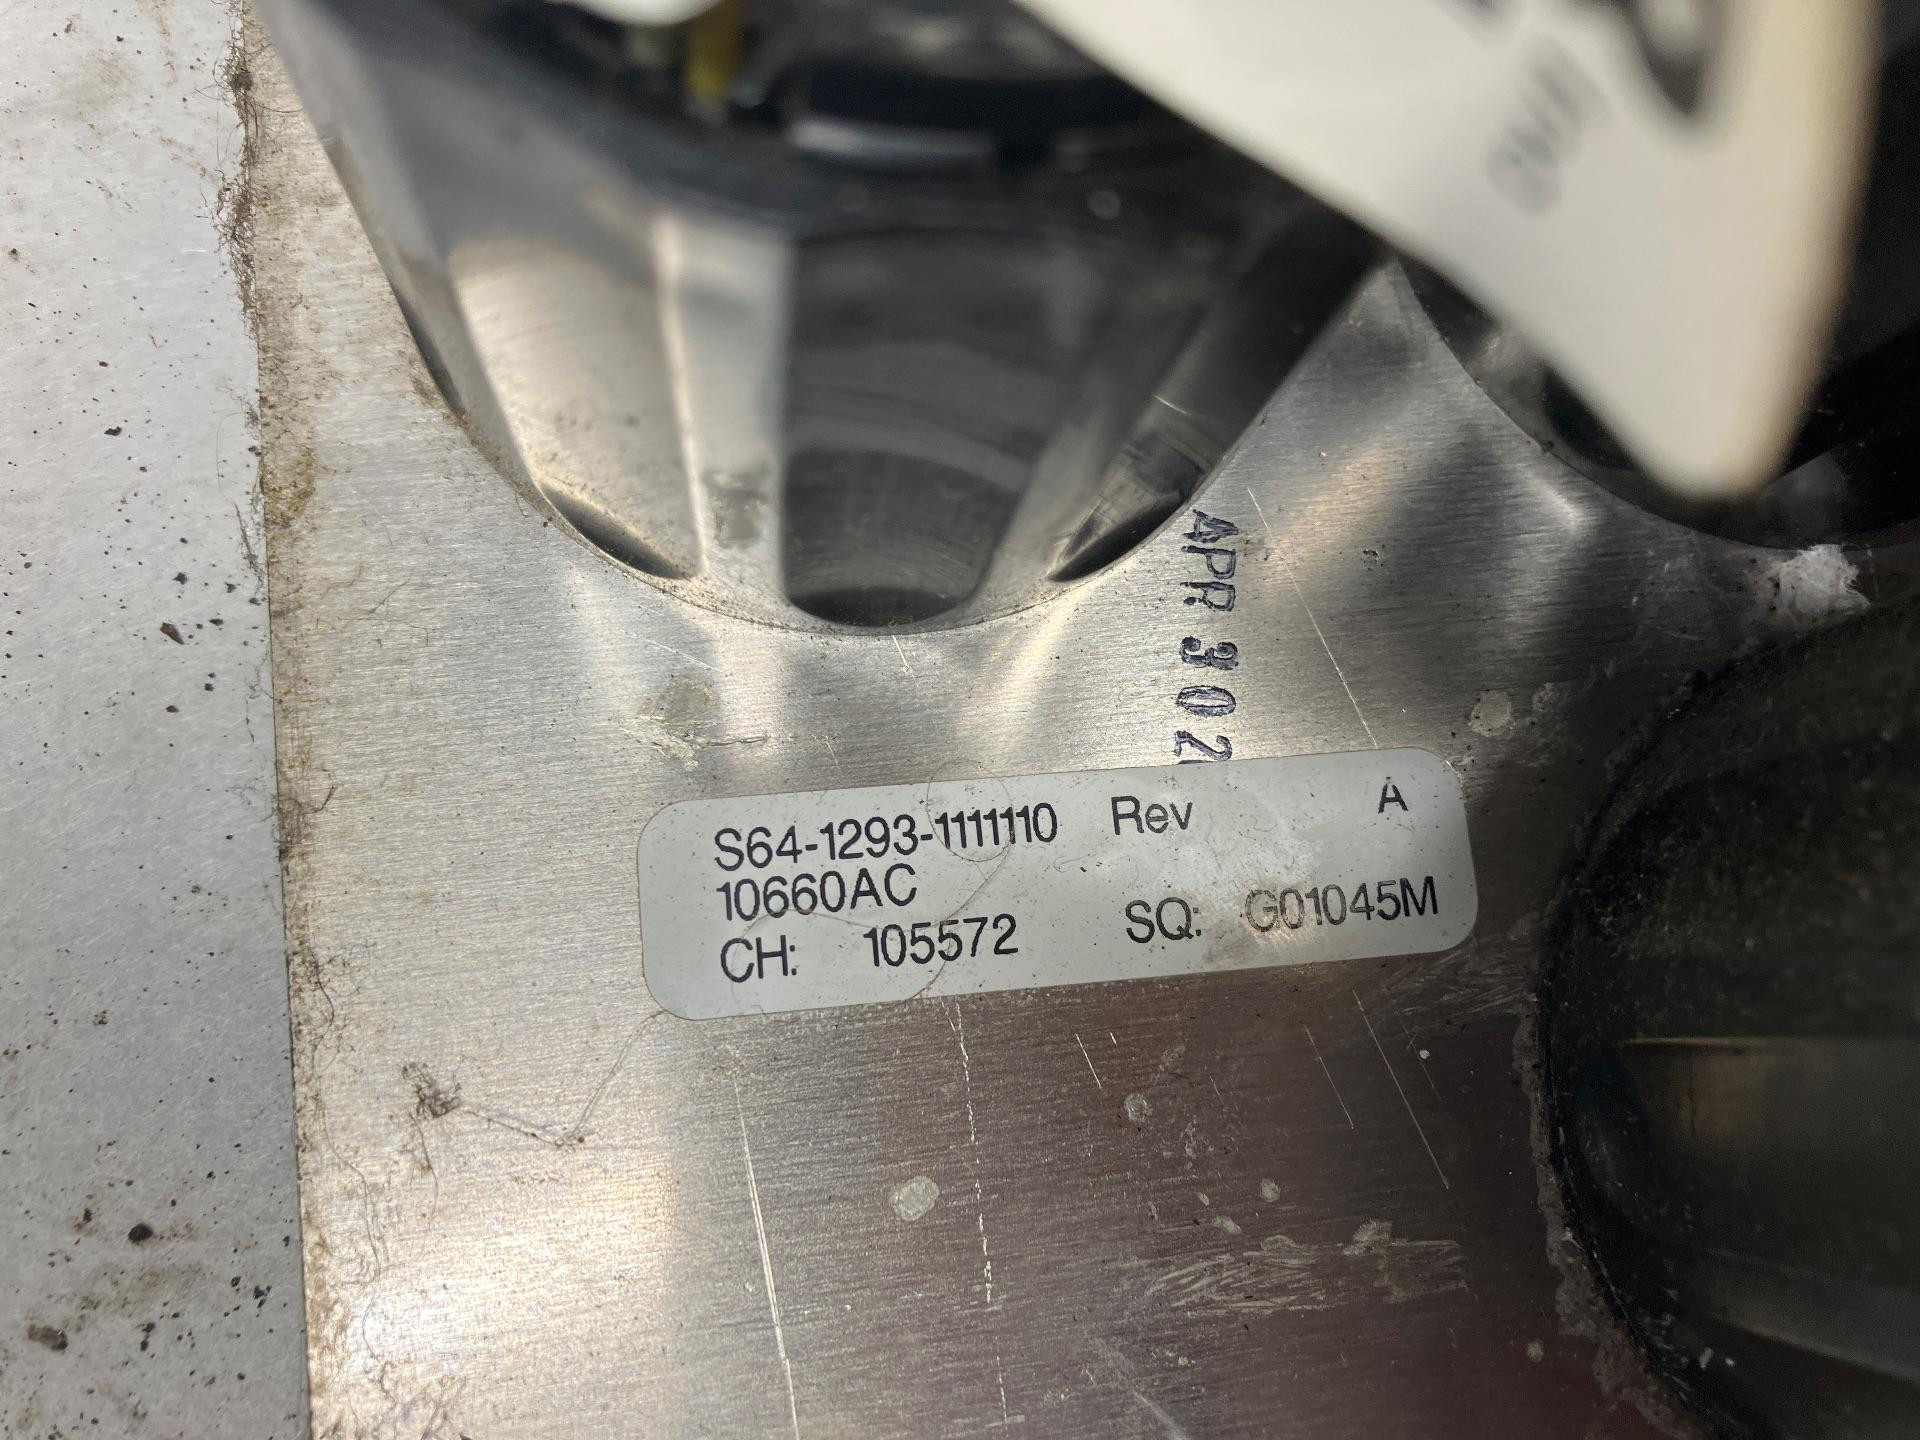 APR 302
S64-1293-1111110 Rev A
10660AC
CH: 105572 SQ: G01045M